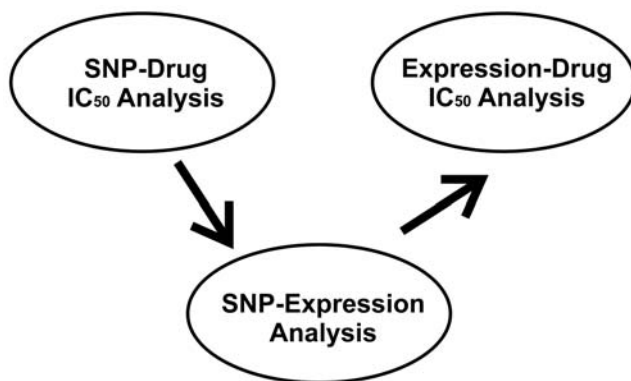 SNP-Drug
IC50 Analysis
Expression-Drug
IC50 Analysis
SNP-Expression
Analysis